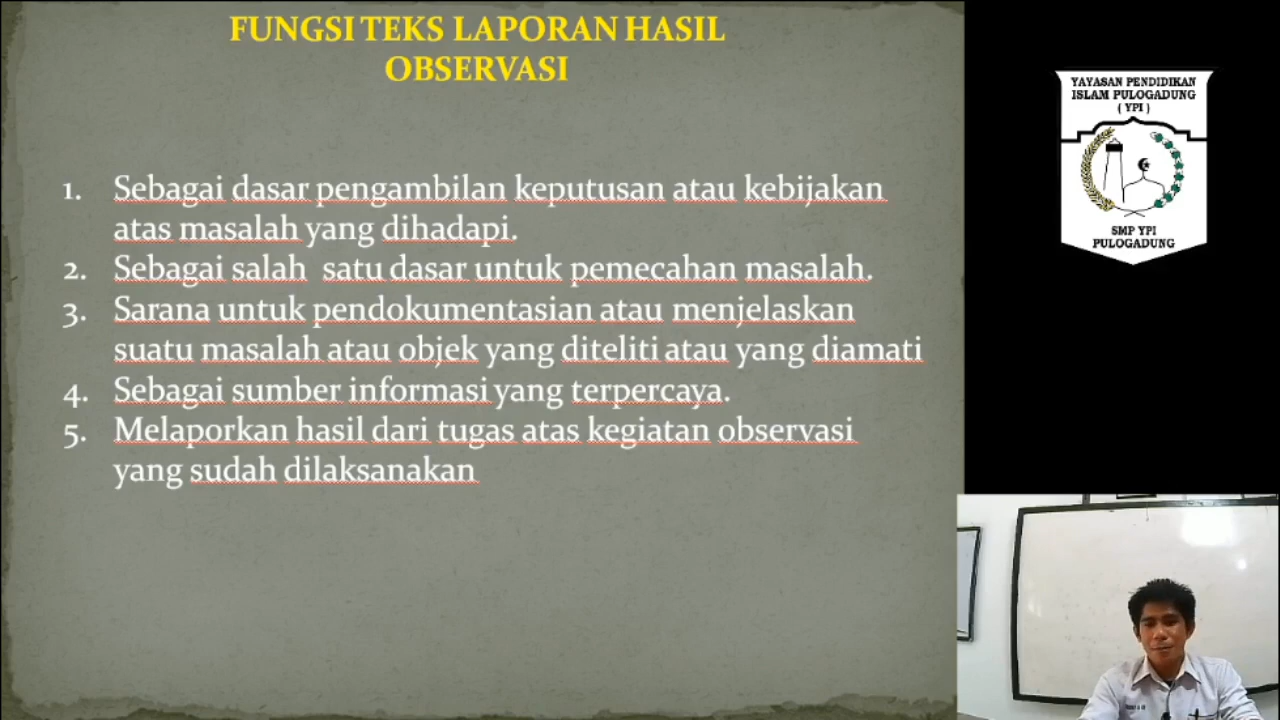 FUNGSI TEKS LAPORAN HASIL
OBSERVASI
1. Sebagai dasar pengambilan keputusan atau kebijakan
atas masalah yang dihadapi.
2. Sebagai salah satu dasar untuk pemecahan masalah.
3. Sarana untuk pendokumentasian atau menjelaskan
suatu masalah atau objek yang diteliti atau yang diamati
4. Sebagai sumber informasi yang terpercaya.
5. Melaporkan hasil dari tugas atas kegiatan observasi
yang sudah dilaksanakan
YAYASAN PENDIDIKAN
ISLAM PULOGADUNG
( YPI )
SMP YPI
PULOGADUNG